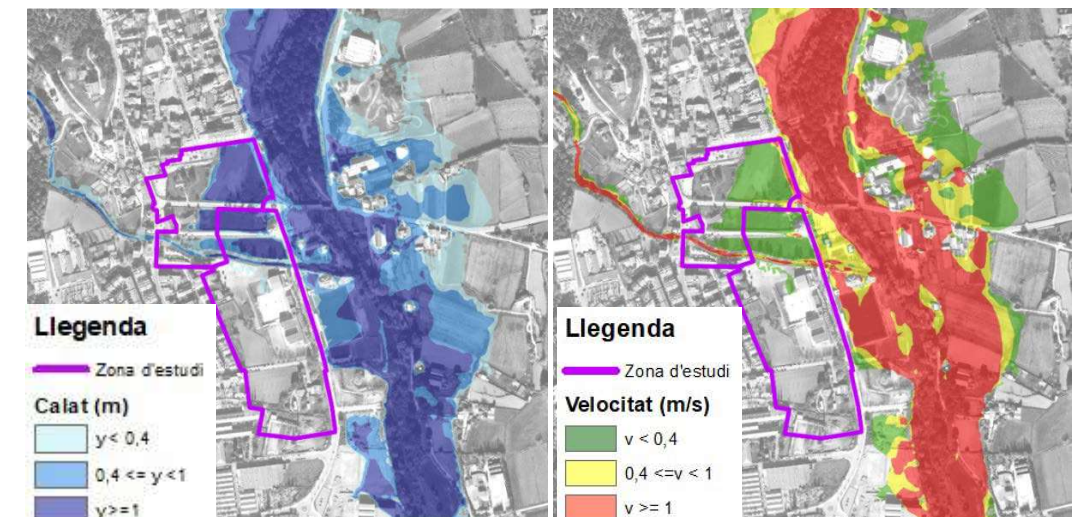 Llegenda
Zona d'estudi
Calat (m)
y< 0,4
0,4 <= y <1
y>=1
Llegenda
Zona d'estudi
Velocitat (m/s)
v < 0,4
0,4 <=v < 1
v >= 1